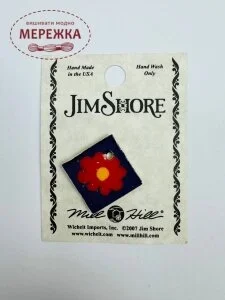 ВИШИВАТИ МОДНО
МЕРЕЖКА
Hand Made
in the USA
Hand Wash
Only
JIM SHORE
Mill Hill®
Wichelt Imports, Inc. ©2007 Jim Shore
www.wichelt.com www.millhill.com